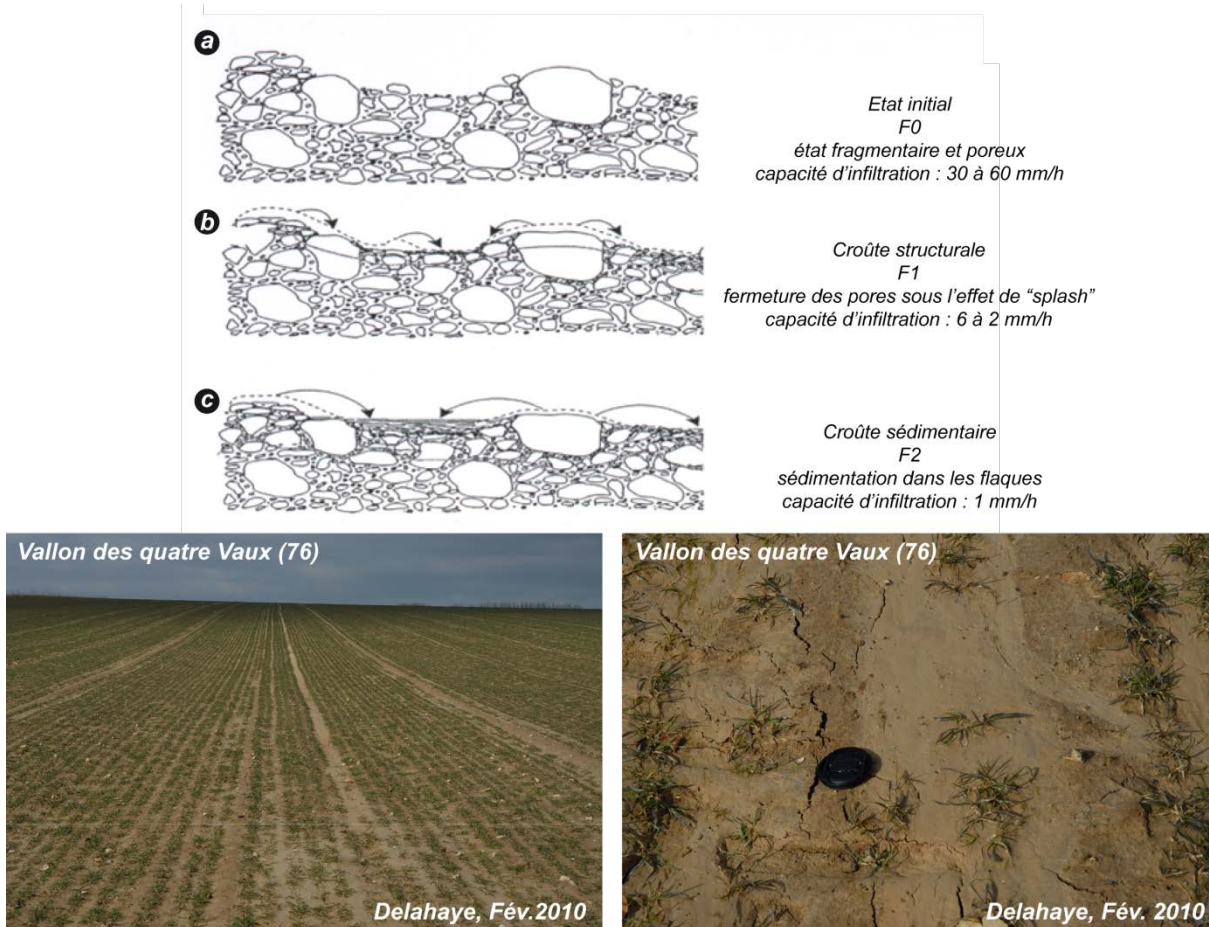 a
Etat initial
F0
état fragmentaire et poreux
capacité d'infiltration : 30 à 60 mm/h
b
Croûte structurale
F1
fermeture des pores sous l'effet de "splash"
capacité d'infiltration : 6 à 2 mm/h
c
Croûte sédimentaire
F2
sédimentation dans les flaques
capacité d'infiltration : 1 mm/h
Vallon des quatre Vaux (76)
Delahaye, Fév.2010
Vallon des quatre Vaux (76)
Delahaye, Fév. 2010